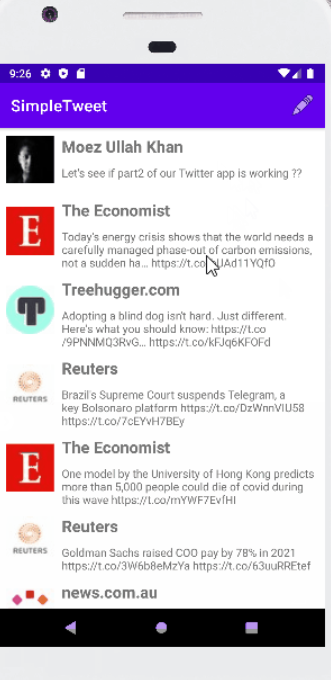 9:26
SimpleTweet
Moez Ullah Khan
Let's see if part2 of our Twitter app is working ??
E
The Economist
Today's energy crisis shows that the world needs a
carefully managed phase-out of carbon emissions,
not a sudden ha... https://t.co
Treehugger.com
Adopting a blind dog isn't hard. Just different.
Here's what you should know: https://t.co
/9PNNMQ3RvG... https://t.co/kFJq6KFOFd
REUTERS
Reuters
Brazil's Supreme Court suspends Telegram, a
key Bolsonaro platform https://t.co/DzWnnVIU58
https://t.co/7cEYvH7BEy
E
The Economist
One model by the University of Hong Kong predicts
more than 5,000 people could die of covid during
this wave https://t.co/mYWF7EvfHI
REUTERS
Reuters
Goldman Sachs raised COO pay by 78% in 2021
https://t.co/3W6b8eMzYa https://t.co/63uuRREtef
news.com.au